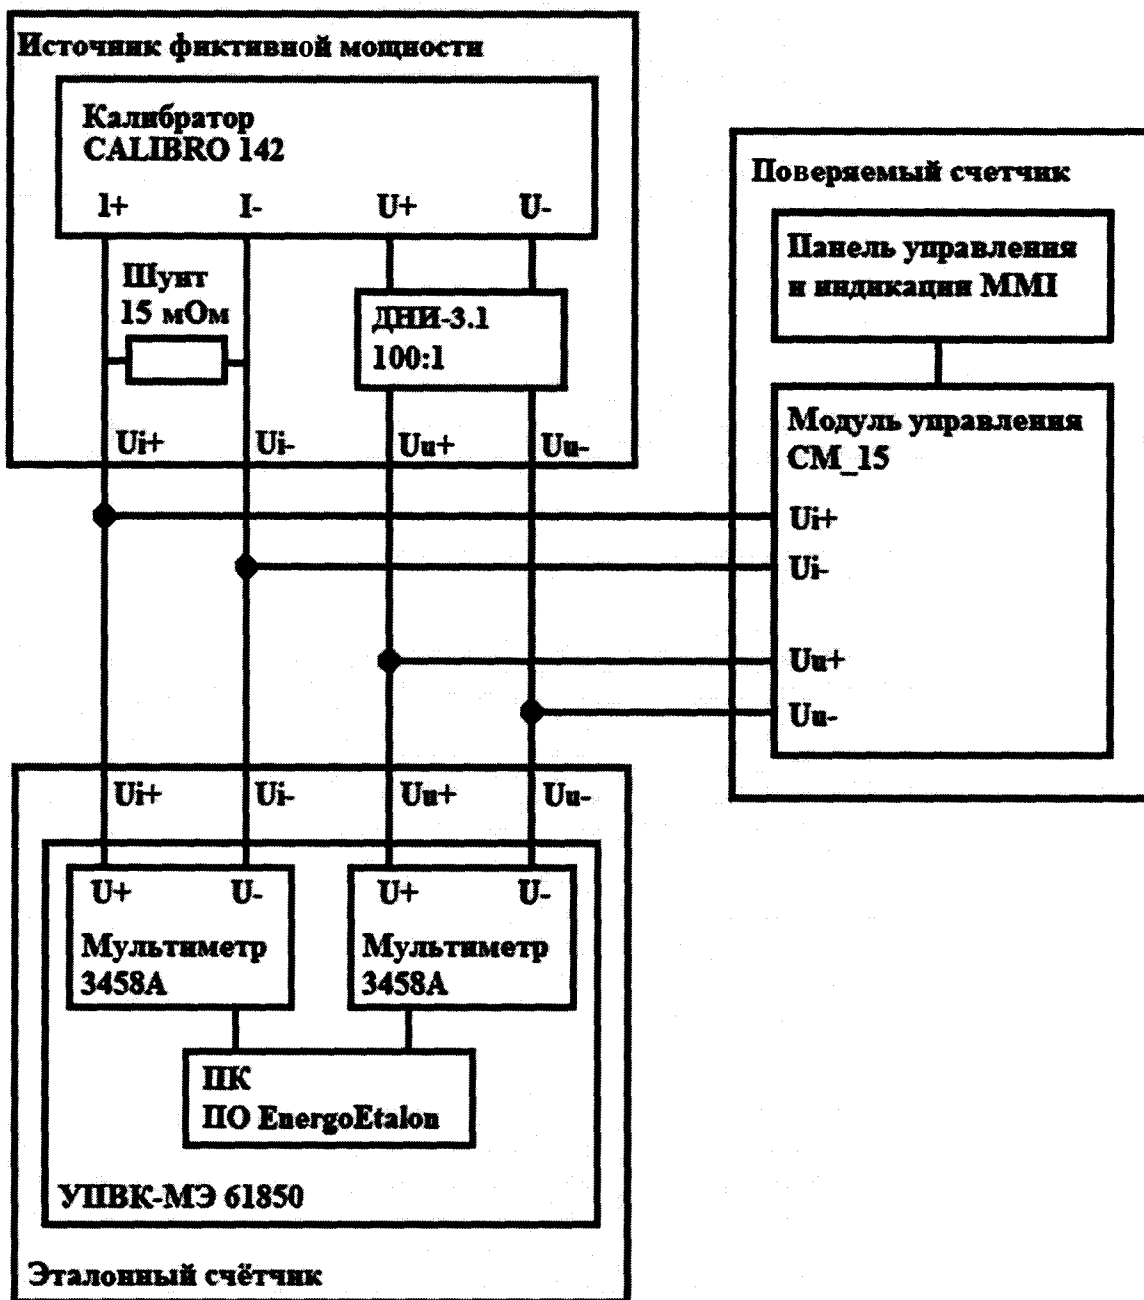 Источник фиктивной мощности
Калибратор
CALIBRO 142
I+ I- U+ U-
Шунт
15 мОм
ДНИ-3.1
100:1
Ui+ Ui- Uu+ Uu-
Поверяемый счетчик
Панель управления
и индикации MMI
Модуль управления
CM_15
Ui+
Ui-
Uu+
Uu-
Ui+ Ui- Uu+ Uu-
U+ U- U+ U-
Мультиметр
3458A
Мультиметр
3458A
ПК
ПО EnergoEtalon
УПВК-МЭ 61850
Эталонный счётчик